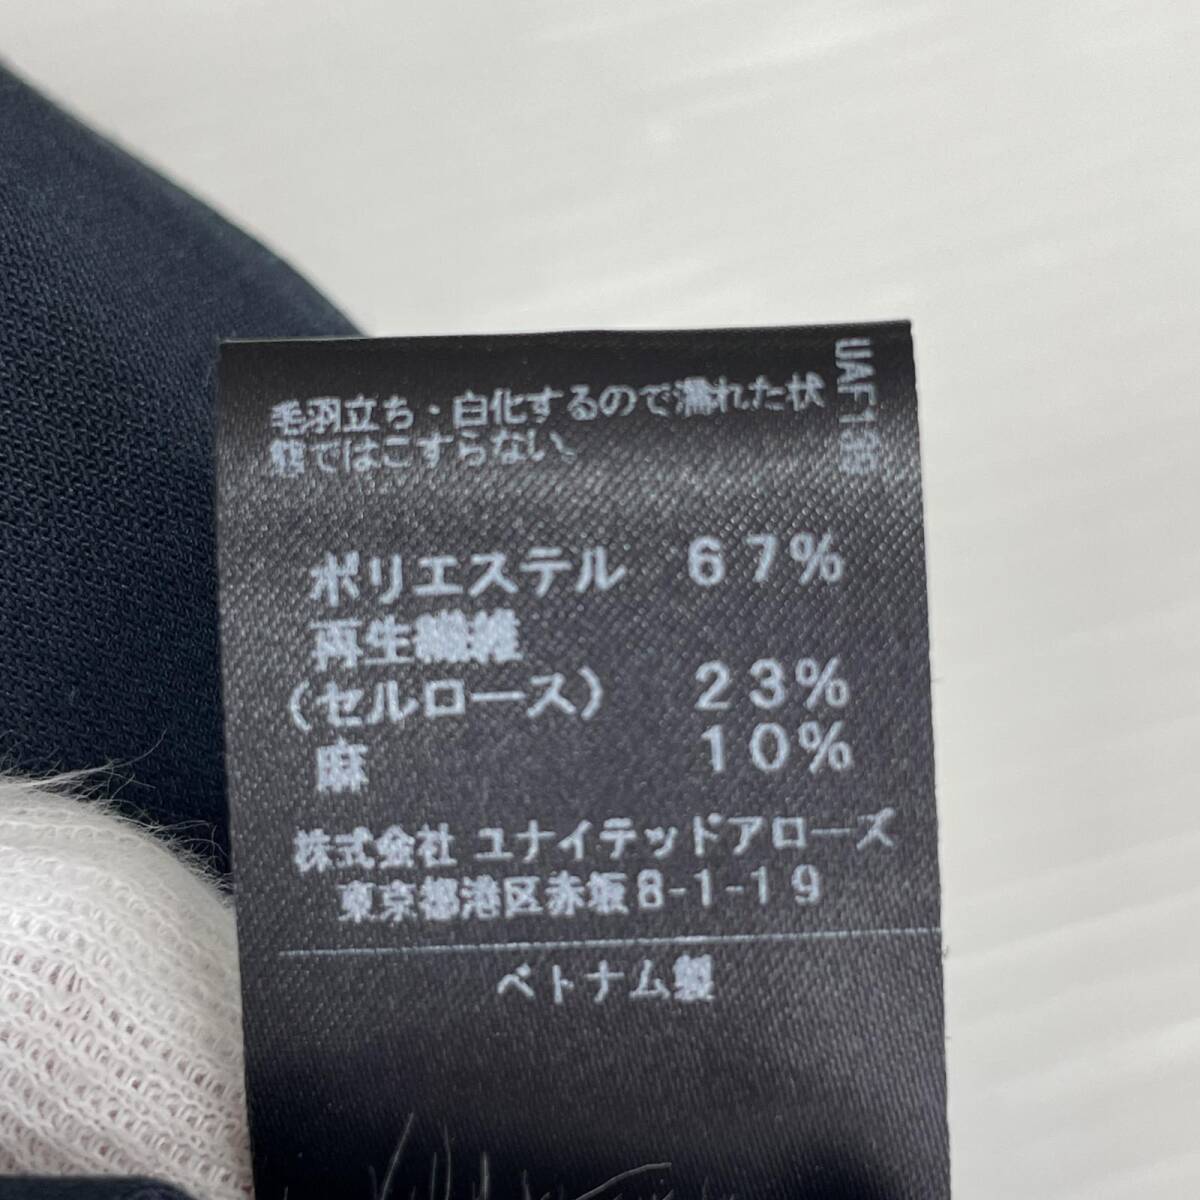 毛羽立ち・白化するので濡れた状
態ではこすらない。
ポリエステル 67%
再生繊維
(セルロース) 23%
麻 10%
株式会社 ユナイテッドアローズ
東京都港区赤坂8-1-19
ベトナム製